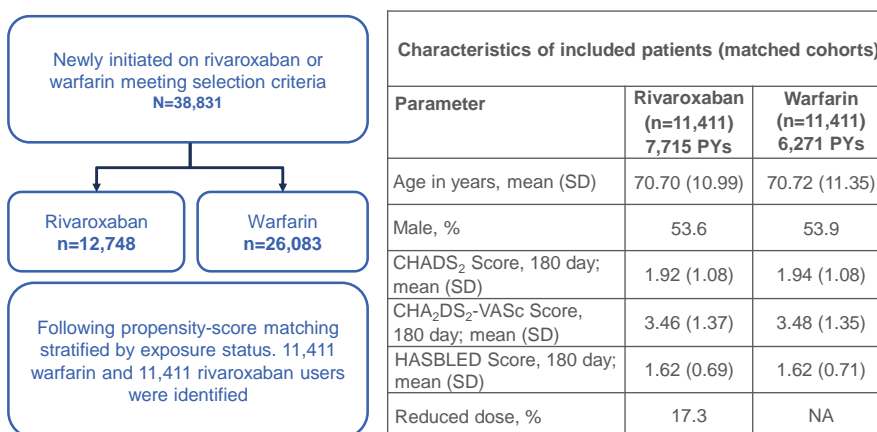 Newly initiated on rivaroxaban or
warfarin meeting selection criteria
N=38,831
Rivaroxaban
n=12,748
Warfarin
n=26,083
Following propensity-score matching
stratified by exposure status. 11,411
warfarin and 11,411 rivaroxaban users
were identified
Characteristics of included patients (matched cohorts)
Parameter
Rivaroxaban
(n=11,411)
7,715 PYs
Warfarin
(n=11,411)
6,271 PYs
Age in years, mean (SD) 70.70 (10.99) 70.72 (11.35)
Male, % 53.6 53.9
CHADS₂ Score, 180 day;
mean (SD)
1.92 (1.08) 1.94 (1.08)
CHA₂DS₂-VASc Score,
180 day; mean (SD)
3.46 (1.37) 3.48 (1.35)
HASBLED Score, 180 day;
mean (SD)
1.62 (0.69) 1.62 (0.71)
Reduced dose, % 17.3 NA